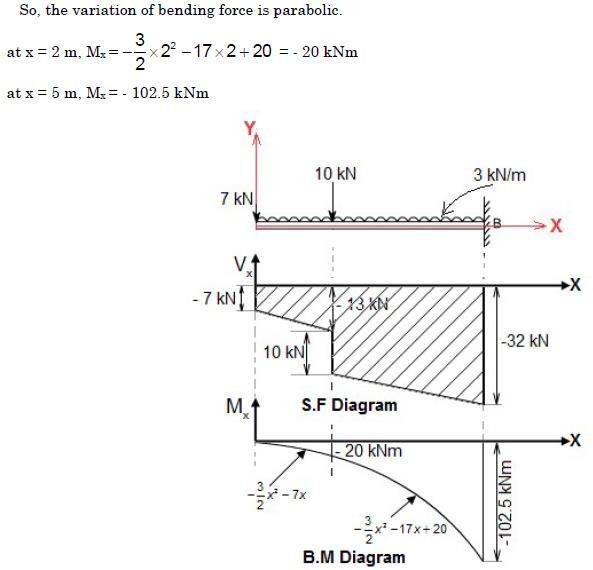 So, the variation of bending force is parabolic.
at x = 2 m, Mₓ = −3/2 × 2² − 17 × 2 + 20 = - 20 kNm
at x = 5 m, Mₓ = - 102.5 kNm
Y
10 kN
3 kN/m
7 kN
B
X
Vₓ
X
- 7 kN
- 13 kN
-32 kN
10 kN
Mₓ
S.F Diagram
X
- 20 kNm
−3/2x² − 7x
−3/2x² −17x+20
-102.5 kNm
B.M Diagram